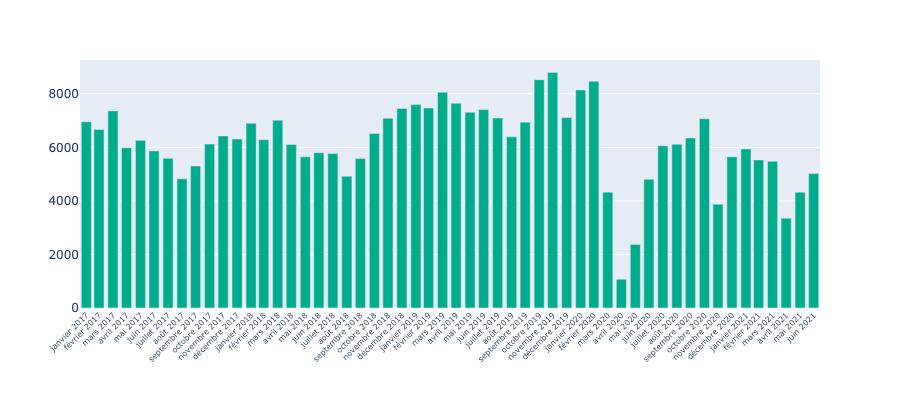 8000
6000
4000
2000
0
janvier 2017
février 2017
mars 2017
avril 2017
mai 2017
juin 2017
juillet 2017
août 2017
septembre 2017
octobre 2017
novembre 2017
décembre 2017
janvier 2018
février 2018
mars 2018
avril 2018
mai 2018
juin 2018
juillet 2018
août 2018
septembre 2018
octobre 2018
novembre 2018
décembre 2018
janvier 2019
février 2019
mars 2019
avril 2019
mai 2019
juin 2019
juillet 2019
août 2019
septembre 2019
octobre 2019
novembre 2019
décembre 2019
janvier 2020
février 2020
mars 2020
avril 2020
mai 2020
juin 2020
juillet 2020
août 2020
septembre 2020
octobre 2020
novembre 2020
décembre 2020
janvier 2021
février 2021
mars 2021
avril 2021
mai 2021
juin 2021